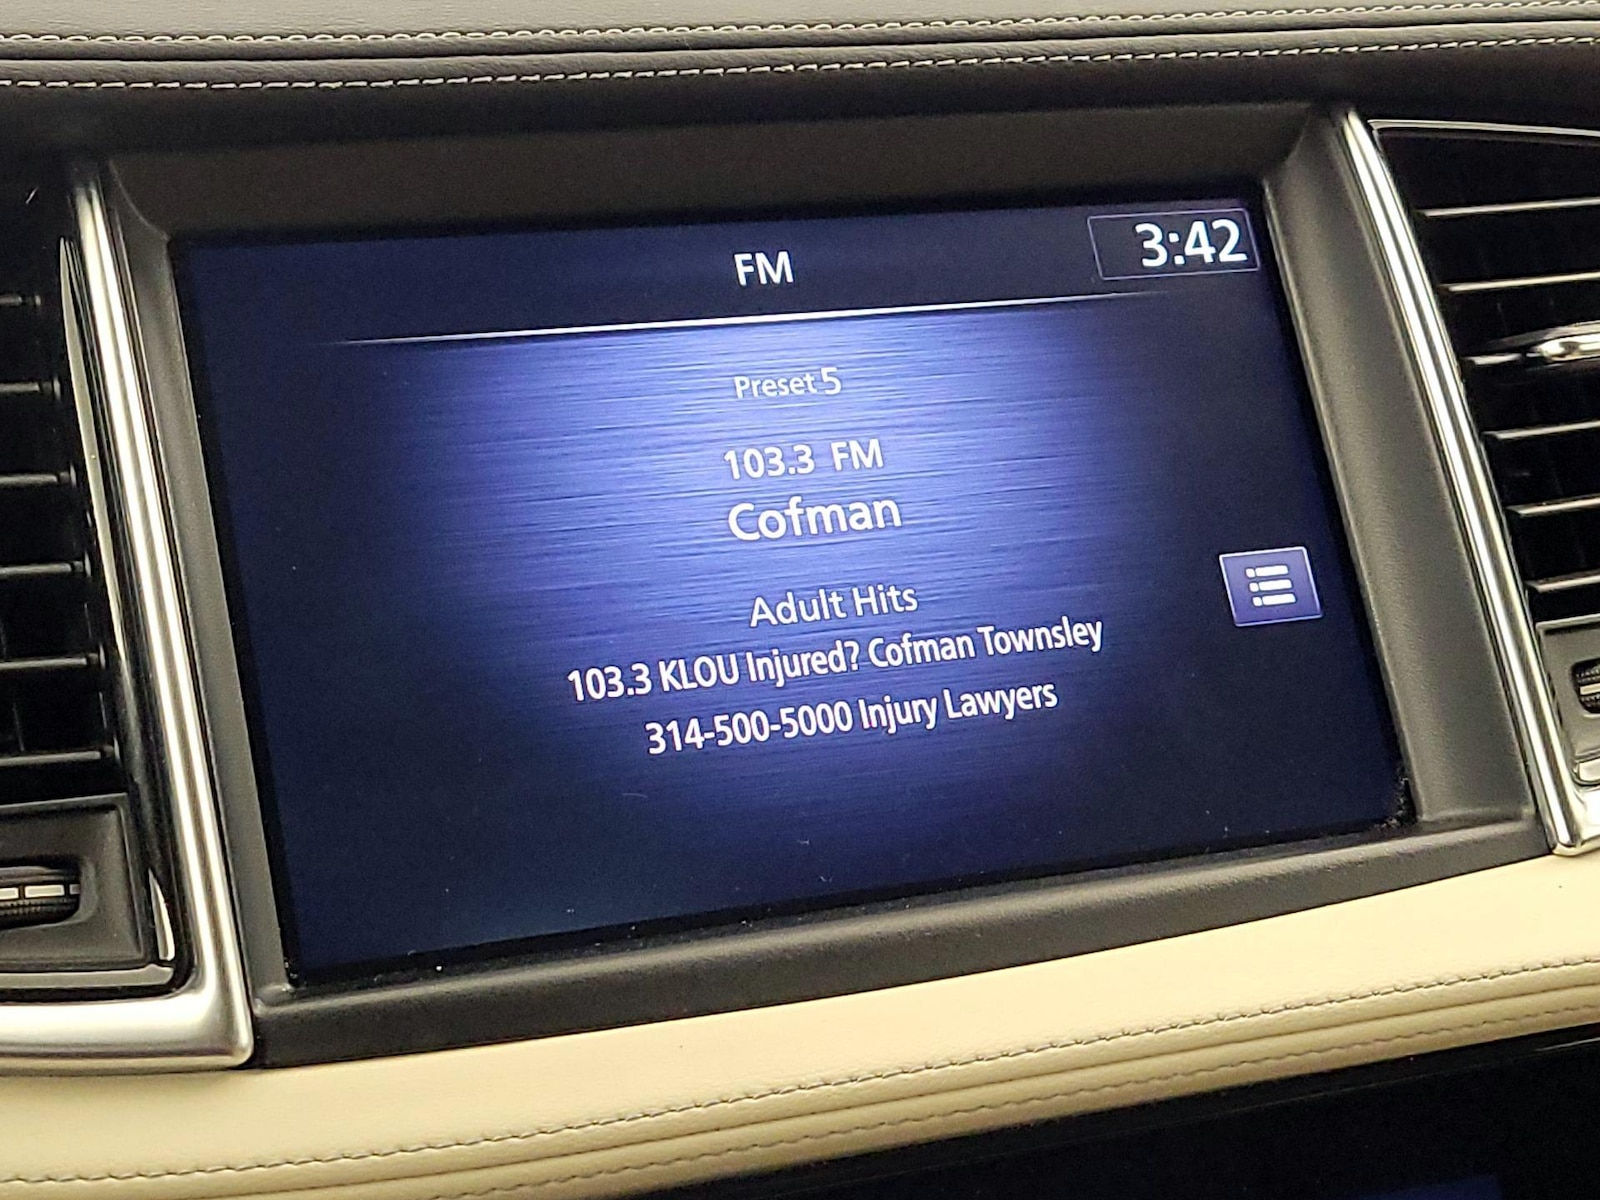 FM
3:42
Preset 5
103.3 FM
Cofman
Adult Hits
103.3 KLOU Injured? Cofman Townsley
314-500-5000 Injury Lawyers